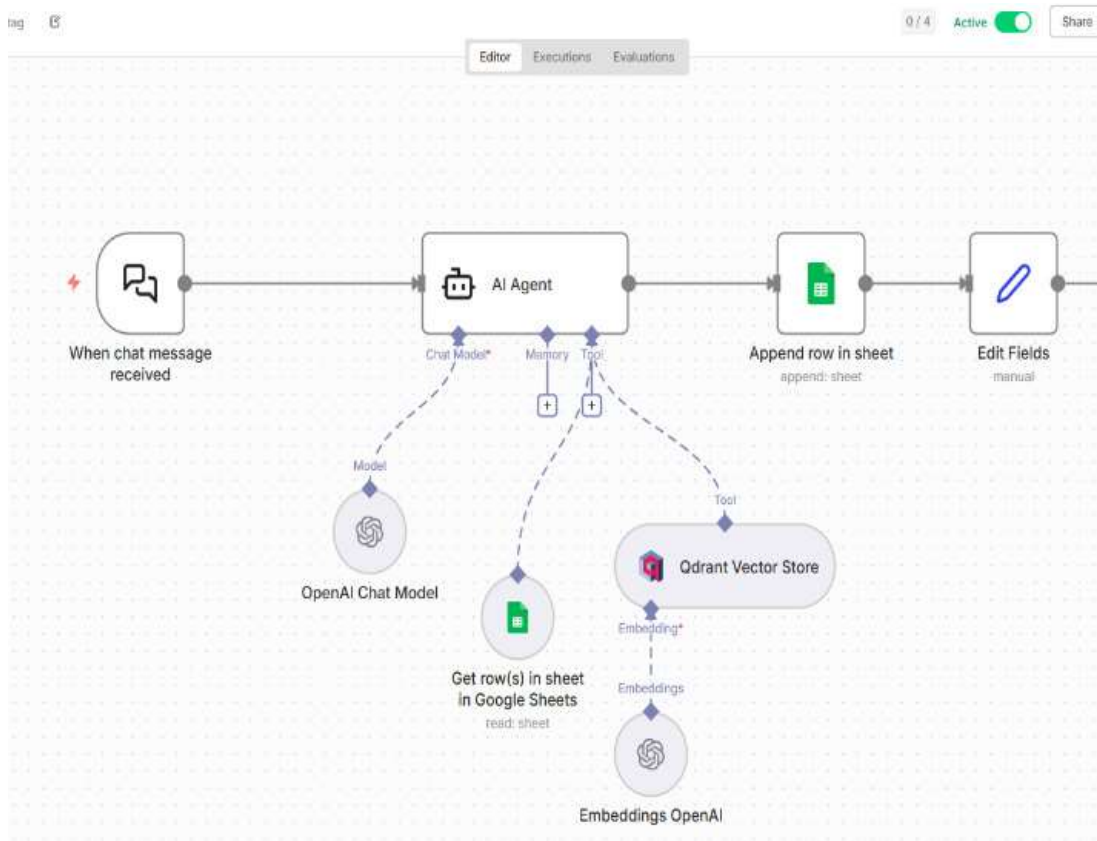 tag
0 / 4
Active
Share
Editor
Executions
Evaluations
When chat message
received
AI Agent
Chat Model*
Memory
Tool
Append row in sheet
append: sheet
Edit Fields
manual
Model
OpenAI Chat Model
Tool
Qdrant Vector Store
Embedding*
Get row(s) in sheet
in Google Sheets
read: sheet
Embeddings
Embeddings OpenAI